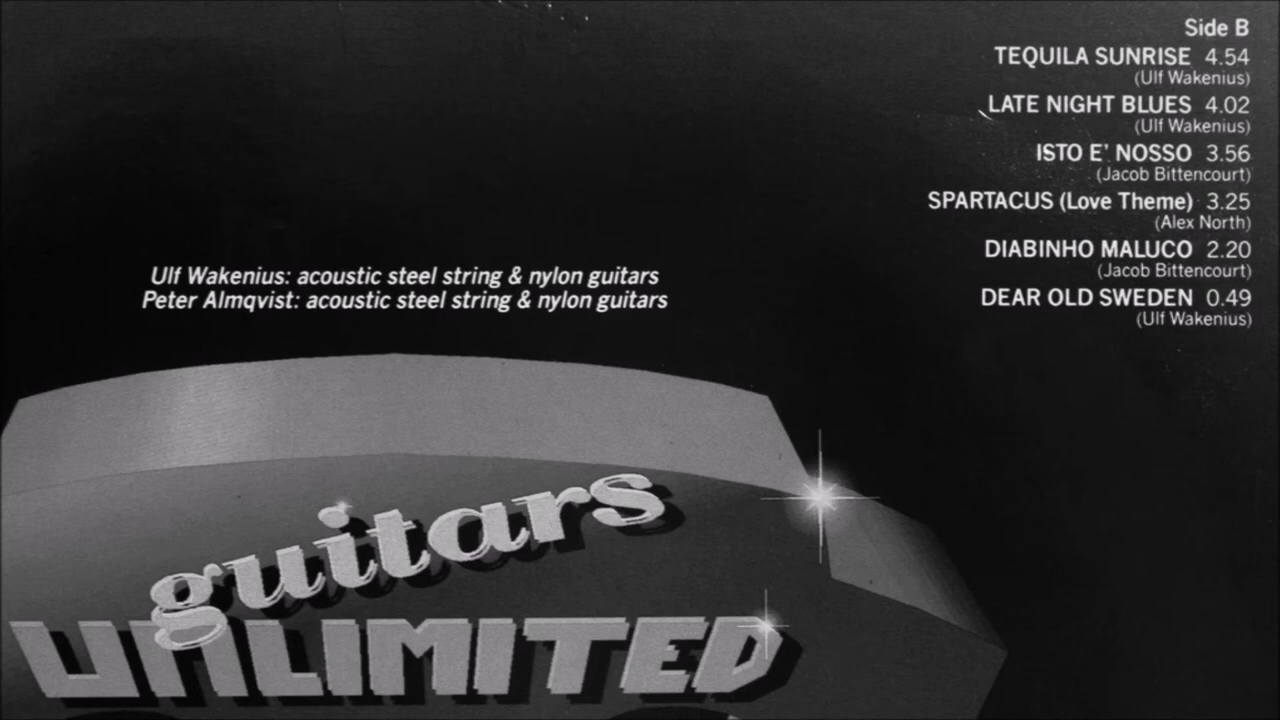 Side B
TEQUILA SUNRISE 4.54
(Ulf Wakenius)
LATE NIGHT BLUES 4.02
(Ulf Wakenius)
ISTO E' NOSSO 3.56
(Jacob Bittencourt)
SPARTACUS (Love Theme) 3.25
(Alex North)
DIABINHO MALUCO 2.20
(Jacob Bittencourt)
DEAR OLD SWEDEN 0.49
(Ulf Wakenius)
Ulf Wakenius: acoustic steel string & nylon guitars
Peter Almqvist: acoustic steel string & nylon guitars
guitars
UNLIMITED